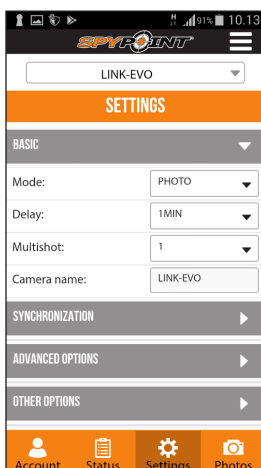 H 91% 10.13
SPYPOINT
LINK-EVO
SETTINGS
BASIC
Mode: PHOTO
Delay: 1MIN
Multishot: 1
Camera name: LINK-EVO
SYNCHRONIZATION
ADVANCED OPTIONS
OTHER OPTIONS
Account Status Settings Photos